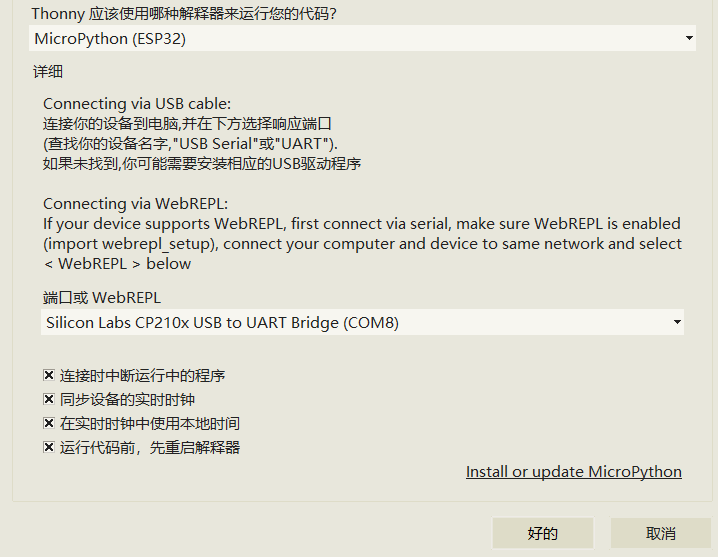 Thonny 应该使用哪种解释器来运行您的代码?
MicroPython (ESP32)
详细
Connecting via USB cable:
连接你的设备到电脑,并在下方选择响应端口
(查找你的设备名字,"USB Serial"或"UART").
如果未找到,你可能需要安装相应的USB驱动程序
Connecting via WebREPL:
If your device supports WebREPL, first connect via serial, make sure WebREPL is enabled
(import webrepl_setup), connect your computer and device to same network and select
< WebREPL > below
端口或 WebREPL
Silicon Labs CP210x USB to UART Bridge (COM8)
连接时中断运行中的程序
同步设备的实时时钟
在实时时钟中使用本地时间
运行代码前，先重启解释器
Install or update MicroPython
好的 取消